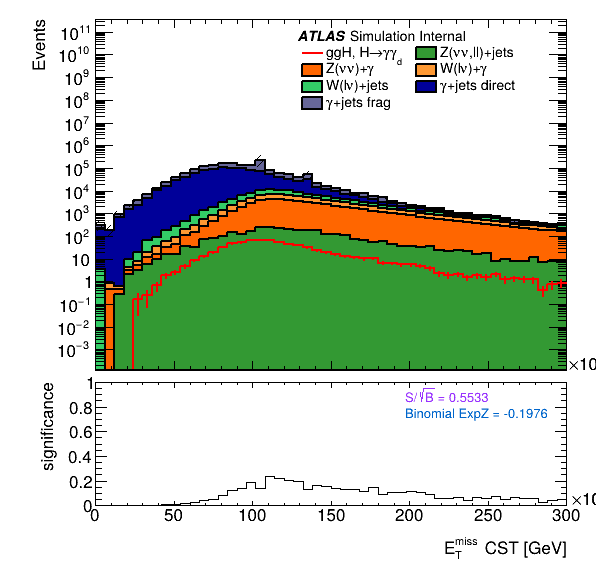 Events
10¹¹
10¹⁰
10⁹
10⁸
10⁷
10⁶
10⁵
10⁴
10³
10²
10
1
10⁻¹
10⁻²
10⁻³
ATLAS Simulation Internal
ggH, H→γγ_d
Z(νν,ll)+jets
Z(νν)+γ
W(lν)+γ
W(lν)+jets
γ+jets direct
γ+jets frag
×10
significance
1
0.8
0.6
0.4
0.2
0
S/√B = 0.5533
Binomial ExpZ = -0.1976
×10
0 50 100 150 200 250 300
E_T^miss CST [GeV]